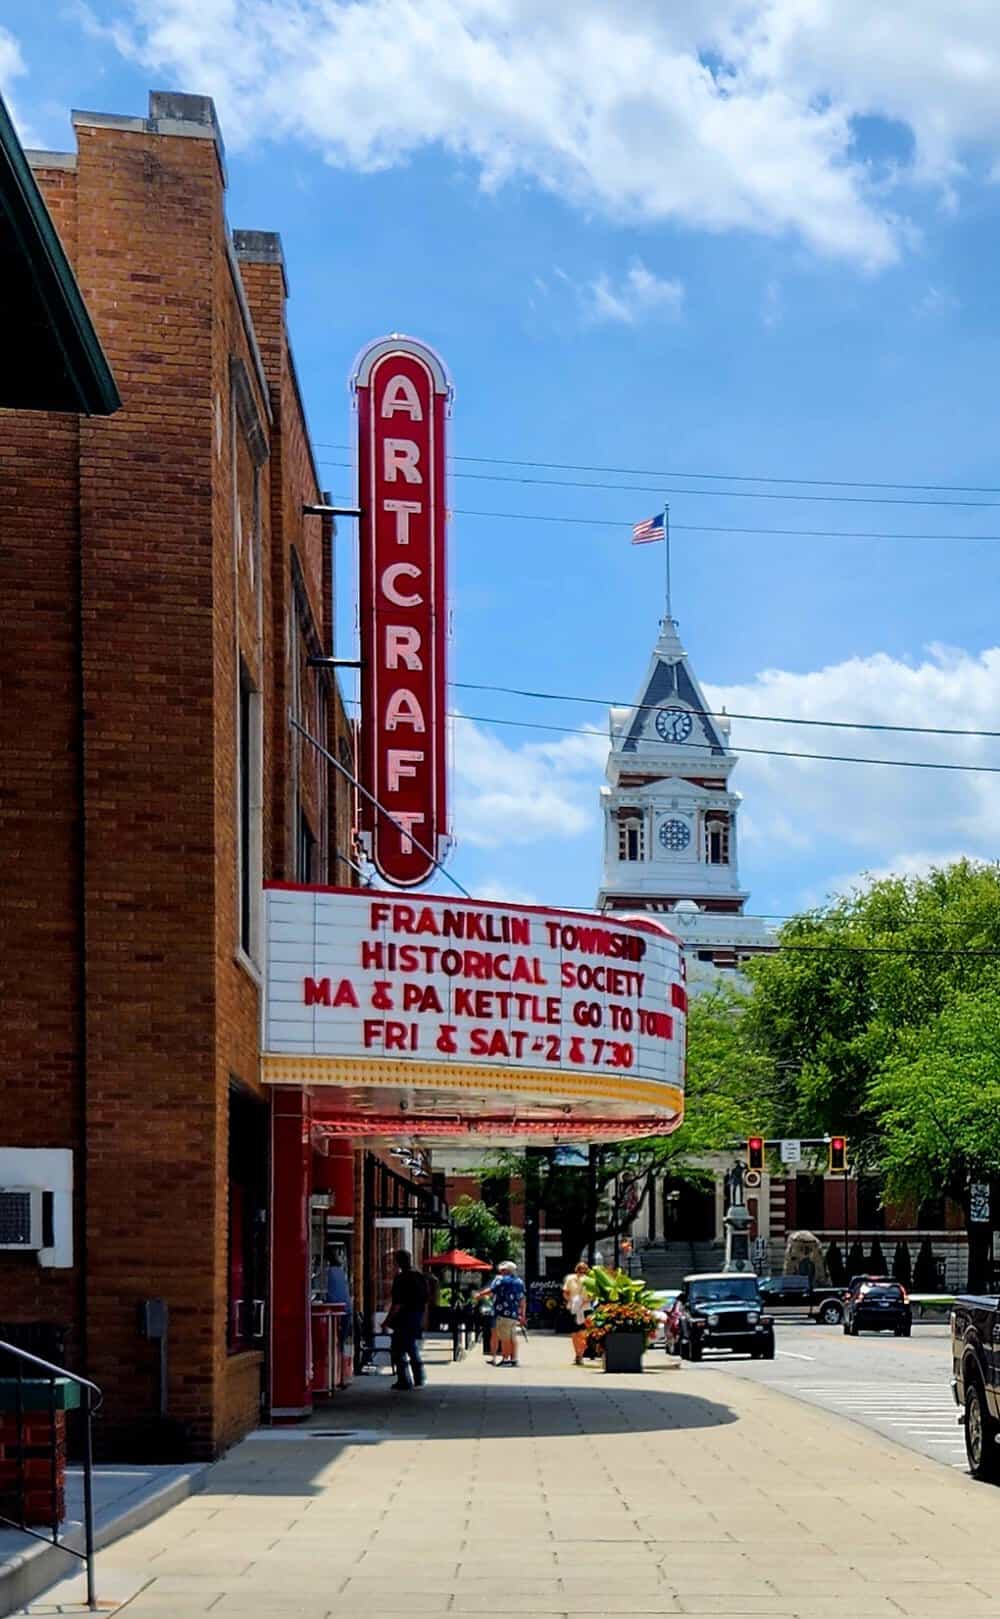 ARTCRAFT
FRANKLIN TOWNSHIP
HISTORICAL SOCIETY
MA & PA KETTLE GO TO TOWN
FRI & SAT-2 & 7:30